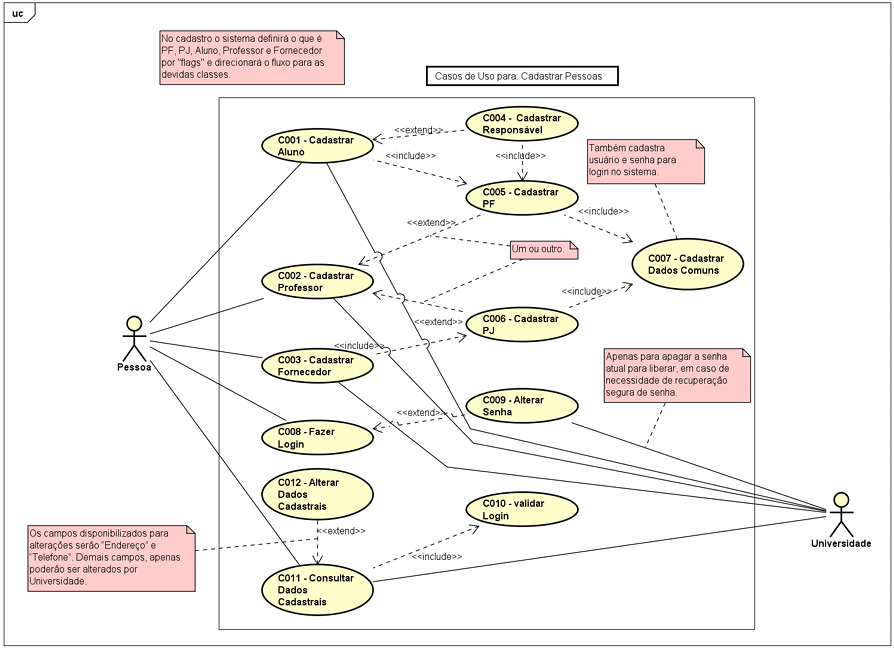 uc
No cadastro o sistema definirá o que é
PF, PJ, Aluno, Professor e Fornecedor
por "flags" e direcionará o fluxo para as
devidas classes.
Casos de Uso para: Cadastrar Pessoas
C001 - Cadastrar
Aluno
<<extend>>
<<include>>
C004 - Cadastrar
Responsável
<<include>>
Também cadastra
usuário e senha para
login no sistema.
C005 - Cadastrar
PF
<<include>>
<<extend>>
Um ou outro.
C007 - Cadastrar
Dados Comuns
C002 - Cadastrar
Professor
<<include>>
<<extend>>
C006 - Cadastrar
PJ
Pessoa
<<include>>
C003 - Cadastrar
Fornecedor
Apenas para apagar a senha
atual para liberar, em caso de
necessidade de recuperação
segura de senha.
C009 - Alterar
Senha
<<extend>>
C008 - Fazer
Login
C012 - Alterar
Dados
Cadastrais
C010 - validar
Login
Universidade
<<extend>>
Os campos disponibilizados para
alterações serão "Endereço" e
"Telefone". Demais campos, apenas
poderão ser alterados por
Universidade.
<<include>>
C011 - Consultar
Dados
Cadastrais